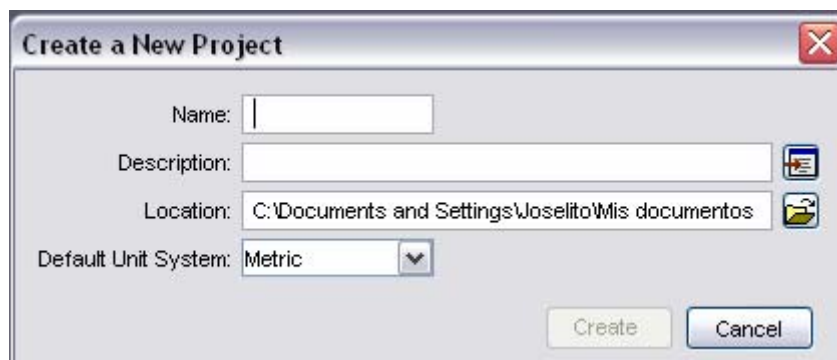 Create a New Project
Name:
Description:
Location: C:\Documents and Settings\Joselito\Mis documentos
Default Unit System: Metric
Create Cancel